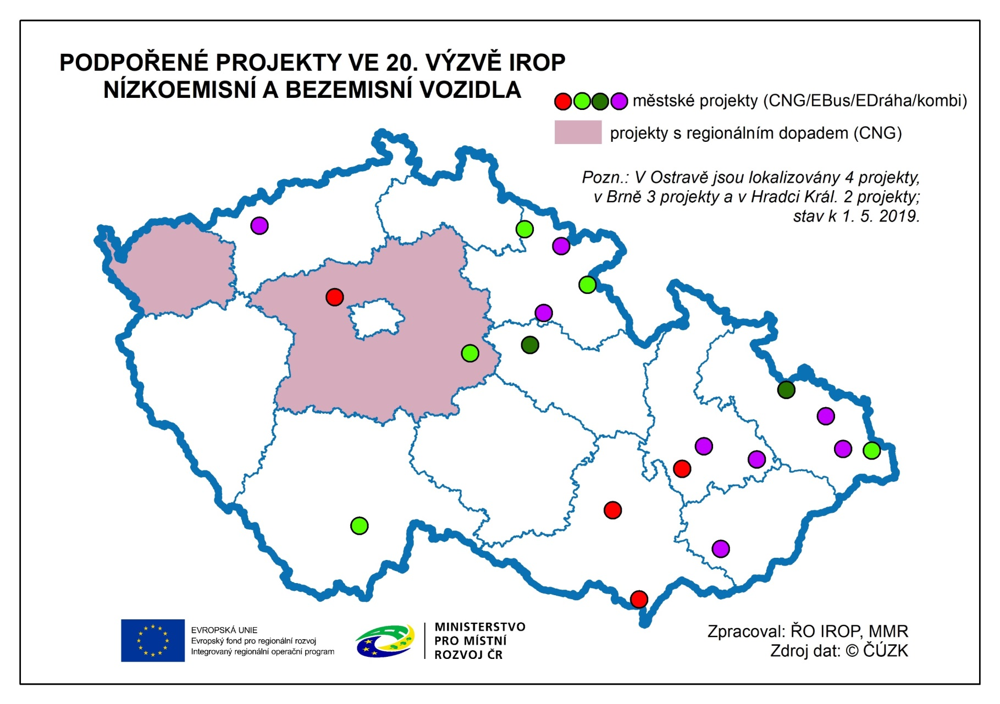 PODPOŘENÉ PROJEKTY VE 20. VÝZVĚ IROP
NÍZKOEMISNÍ A BEZEMISNÍ VOZIDLA
městské projekty (CNG/EBus/EDráha/kombi)
projekty s regionálním dopadem (CNG)
Pozn.: V Ostravě jsou lokalizovány 4 projekty,
v Brně 3 projekty a v Hradci Král. 2 projekty;
stav k 1. 5. 2019.
EVROPSKÁ UNIE
Evropský fond pro regionální rozvoj
Integrovaný regionální operační program
MINISTERSTVO
PRO MÍSTNÍ
ROZVOJ ČR
Zpracoval: ŘO IROP, MMR
Zdroj dat: © ČÚZK